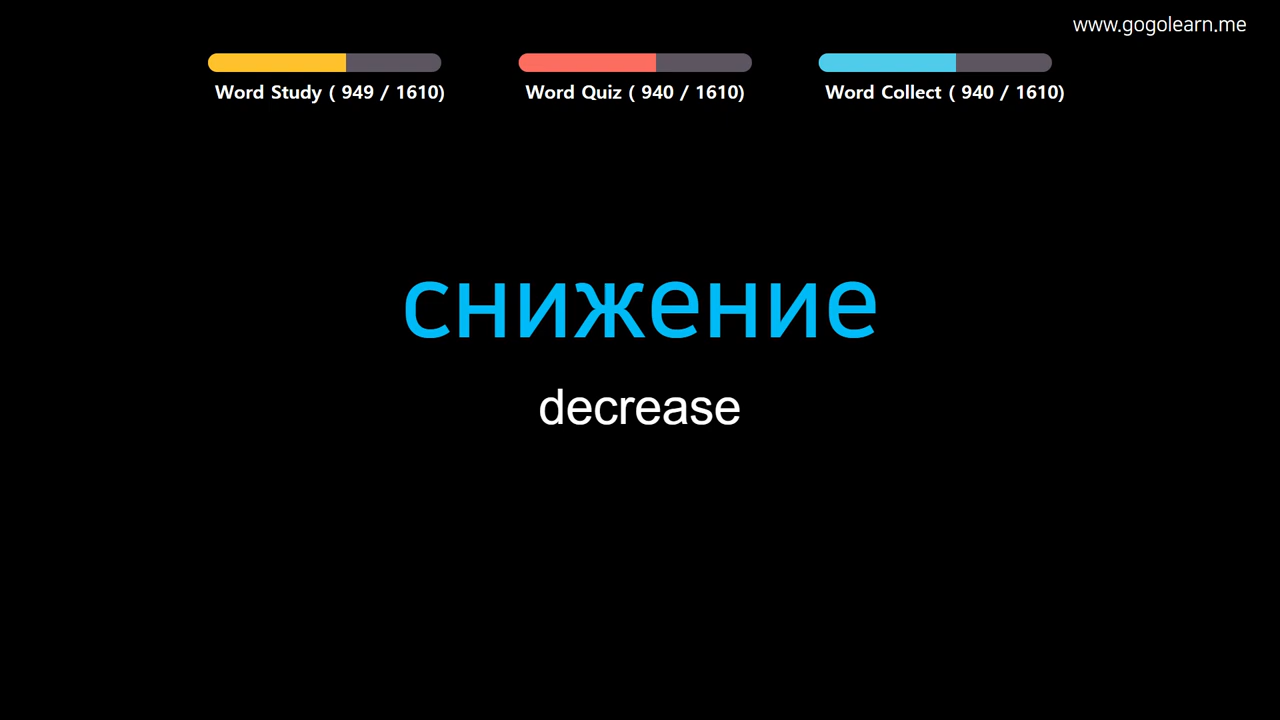 www.gogolearn.me
Word Study ( 949 / 1610)
Word Quiz ( 940 / 1610)
Word Collect ( 940 / 1610)
снижение
decrease